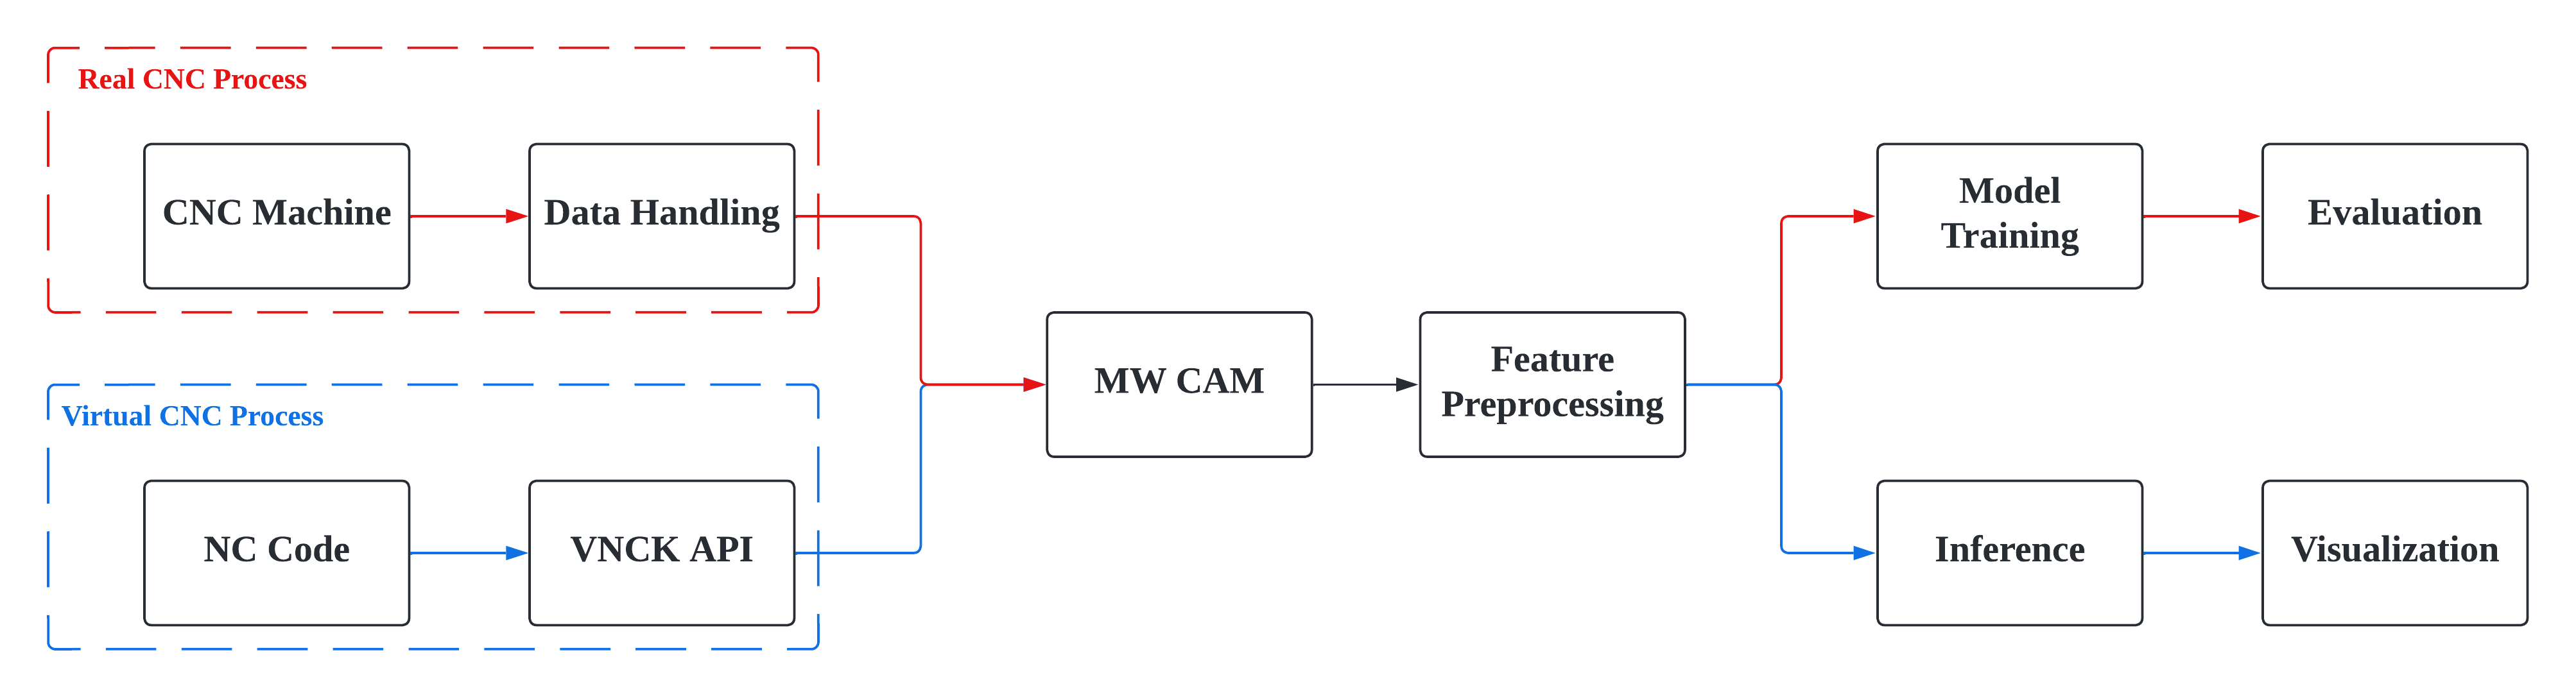 Real CNC Process
CNC Machine
Data Handling
Virtual CNC Process
NC Code
VNCK API
MW CAM
Feature
Preprocessing
Model
Training
Evaluation
Inference
Visualization